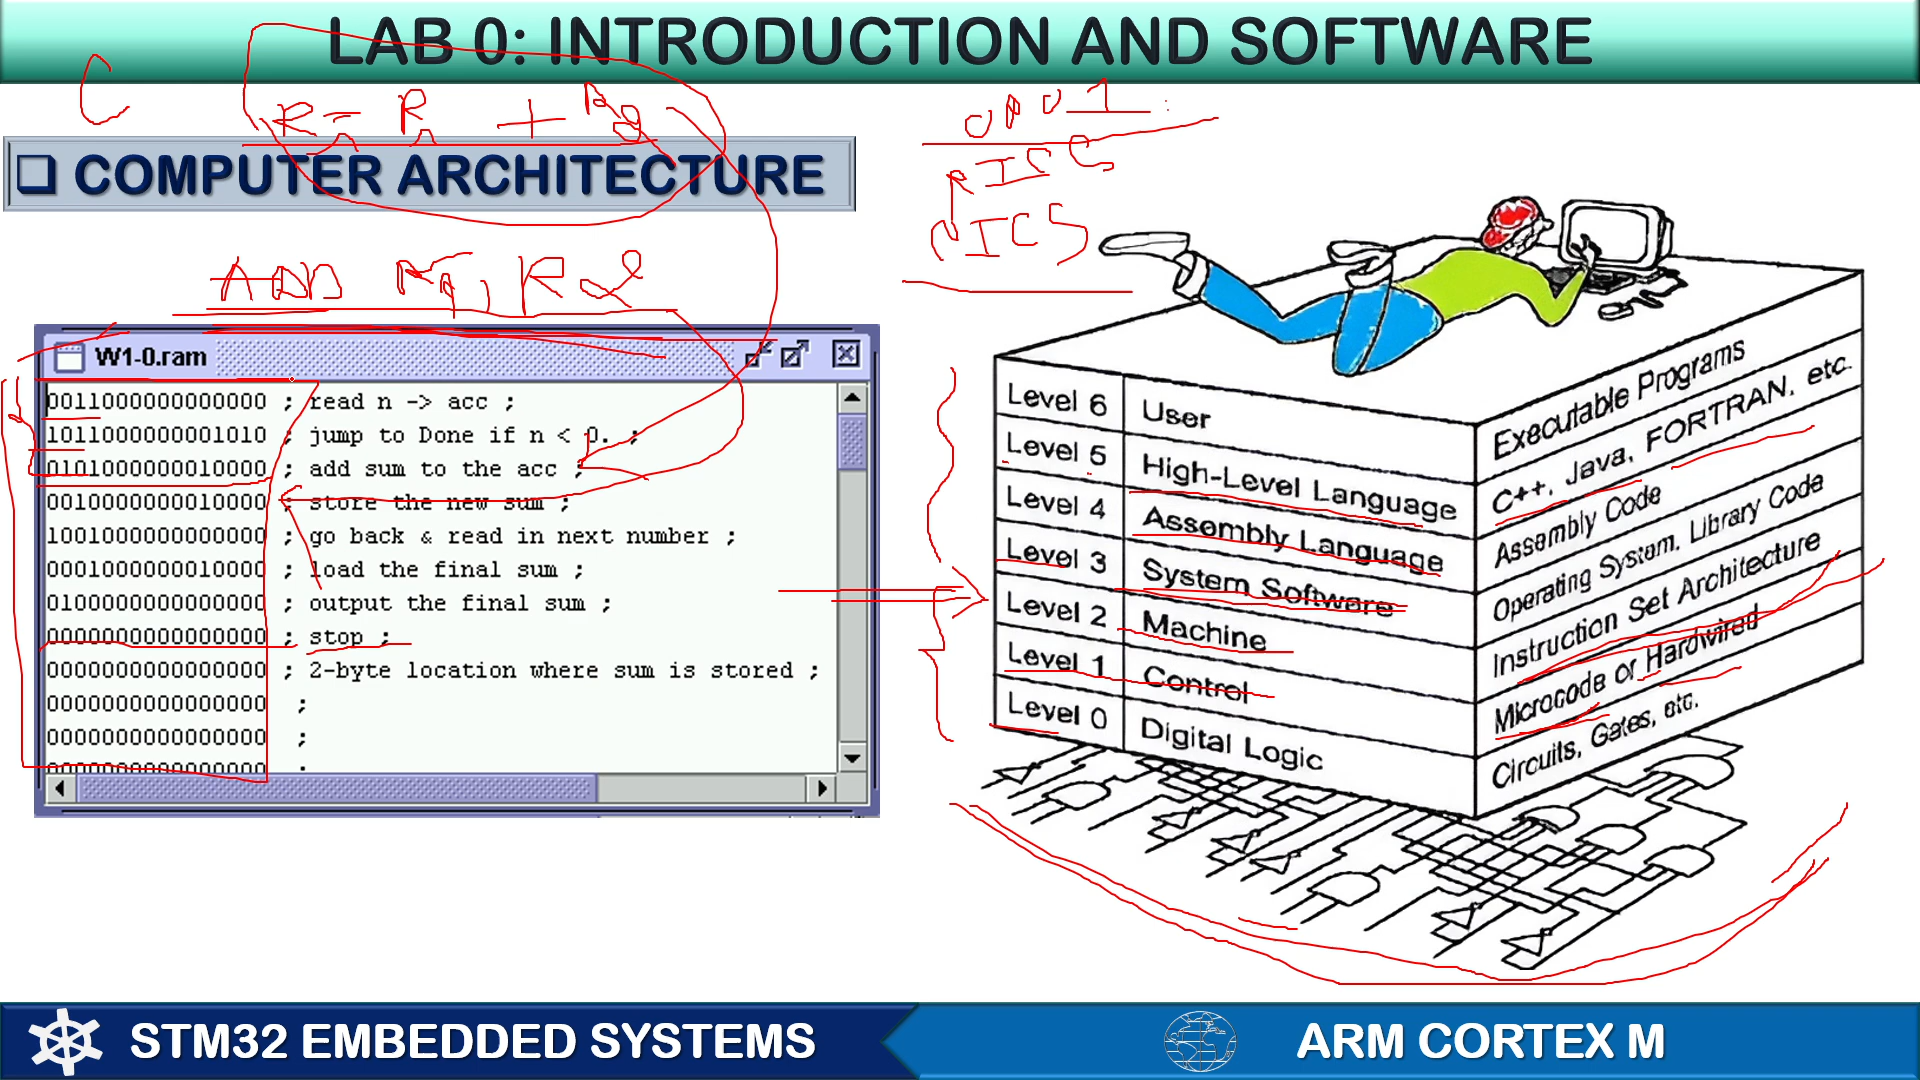 LAB 0: INTRODUCTION AND SOFTWARE
C
COMPUTER ARCHITECTURE
RISC
ADD R1, R2
W1-0.ram
0011000000000000 ; read n -> acc ;
1011000000001010 ; jump to Done if n < 0. ;
0101000000010000 ; add sum to the acc ;
0010000000010000 ; store the new sum ;
1001000000000000 ; go back & read in next number ;
0001000000010000 ; load the final sum ;
0100000000000000 ; output the final sum ;
0000000000000000 ; stop ;
0000000000000000 ; 2-byte location where sum is stored ;
0000000000000000 ;
0000000000000000 ;
0000000000000000 ;
Level 6 User Executable Programs
Level 5 High-Level Language C++, Java, FORTRAN, etc.
Level 4 Assembly Language Assembly Code
Level 3 System Software Operating System, Library Code
Level 2 Machine Instruction Set Architecture
Level 1 Control Microcode or Hardwired
Level 0 Digital Logic Circuits, Gates, etc.
STM32 EMBEDDED SYSTEMS
ARM CORTEX M